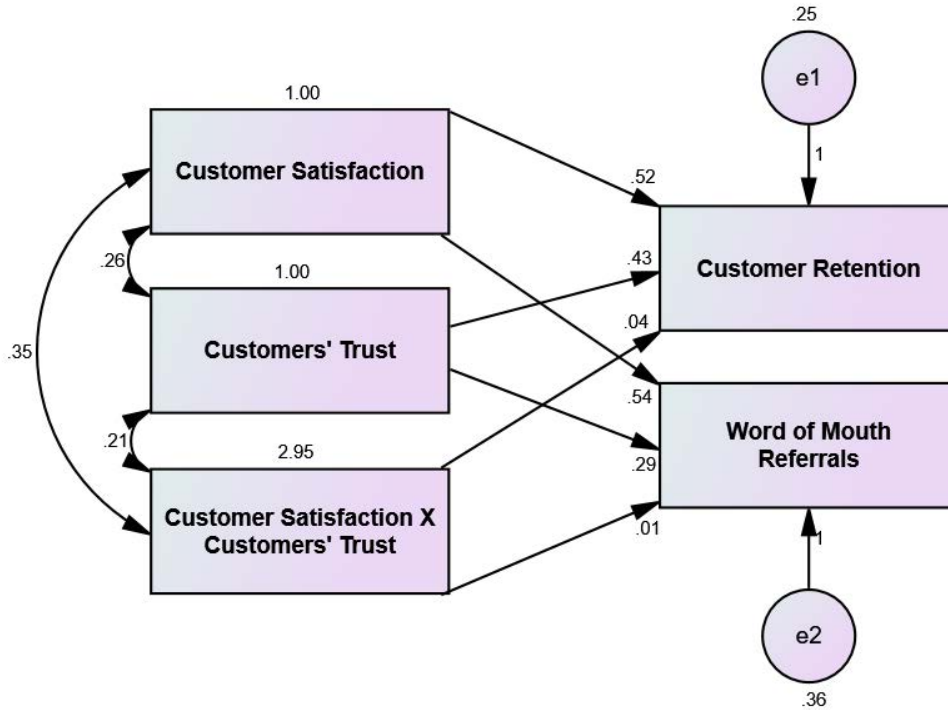 .25
e1
1.00
Customer Satisfaction
1
.52
.26
1.00
.43
Customer Retention
Customers' Trust
.04
.35
.54
.21
2.95
.29
Word of Mouth
Referrals
Customer Satisfaction X
Customers' Trust
.01
1
e2
.36